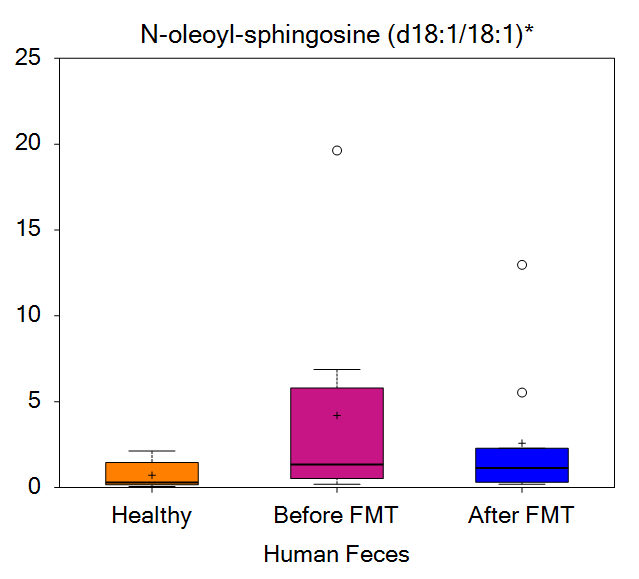 N-oleoyl-sphingosine (d18:1/18:1)*
25
20
15
10
5
0
Healthy
Before FMT
After FMT
Human Feces